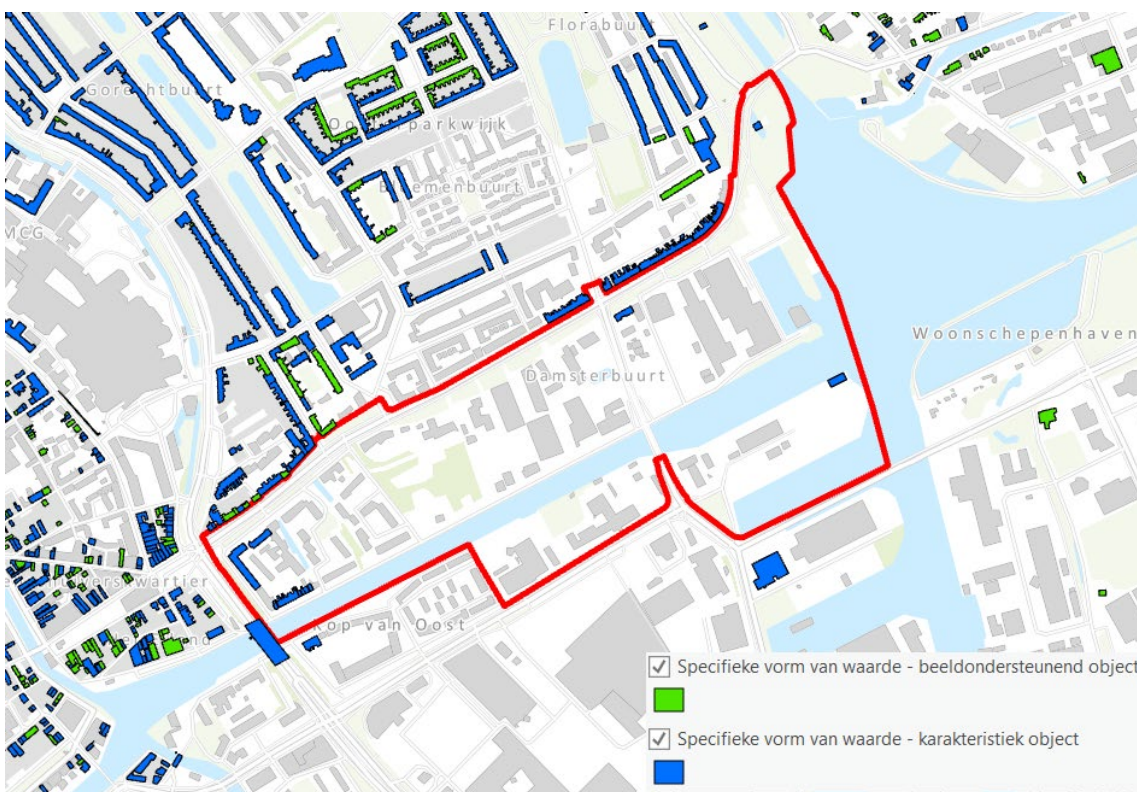 Florabuurt
Gorechtbuurt
Oosterparkwijk
Bloemenbuurt
MCG
Woonschepenhaven
Damsterbuurt
Kop van Oost
Specifieke vorm van waarde - beeldondersteunend object
Specifieke vorm van waarde - karakteristiek object